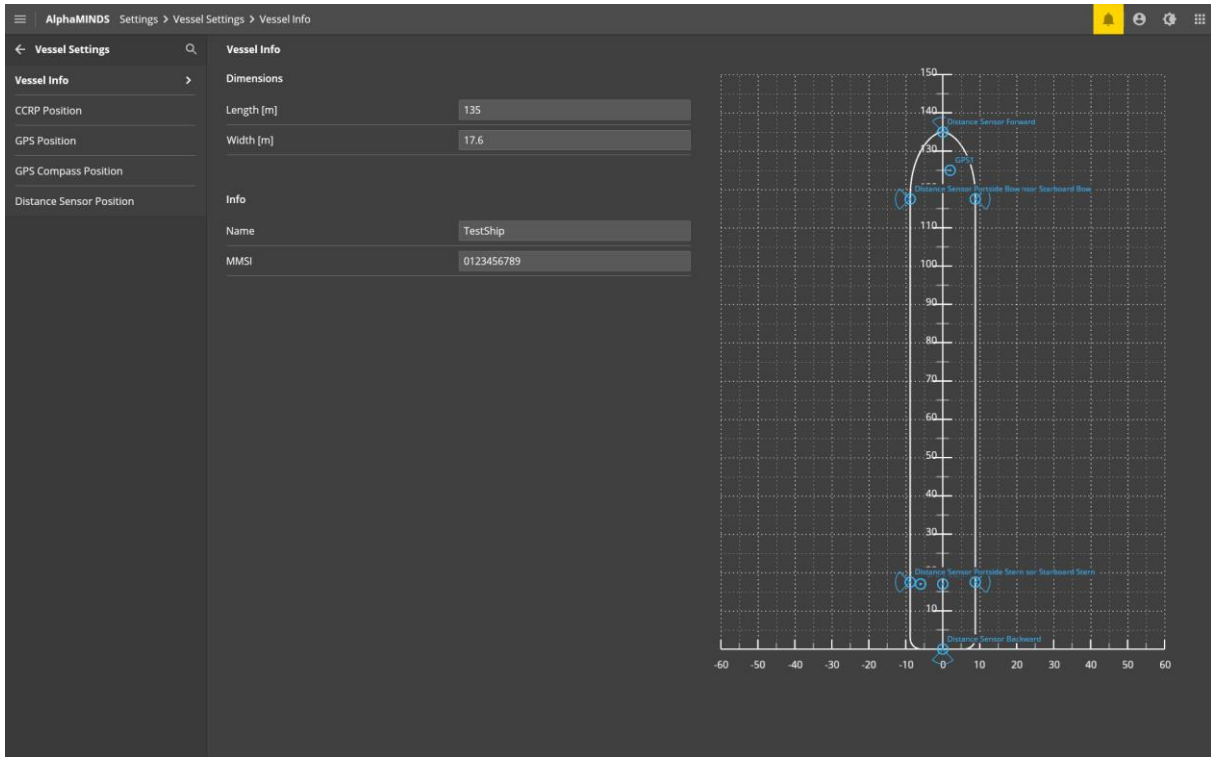 AlphaMINDS Settings > Vessel Settings > Vessel Info
Vessel Settings
Vessel Info
CCRP Position
GPS Position
GPS Compass Position
Distance Sensor Position
Vessel Info
Dimensions
Length [m] 135
Width [m] 17.6
Info
Name TestShip
MMSI 0123456789
150
140
Distance Sensor Forward
130
GPS1
Distance Sensor Portside Bow nsor Starboard Bow
110
100
90
80
70
60
50
40
30
Distance Sensor Portside Stern sor Starboard Stern
10
Distance Sensor Backward
-60 -50 -40 -30 -20 -10 0 10 20 30 40 50 60